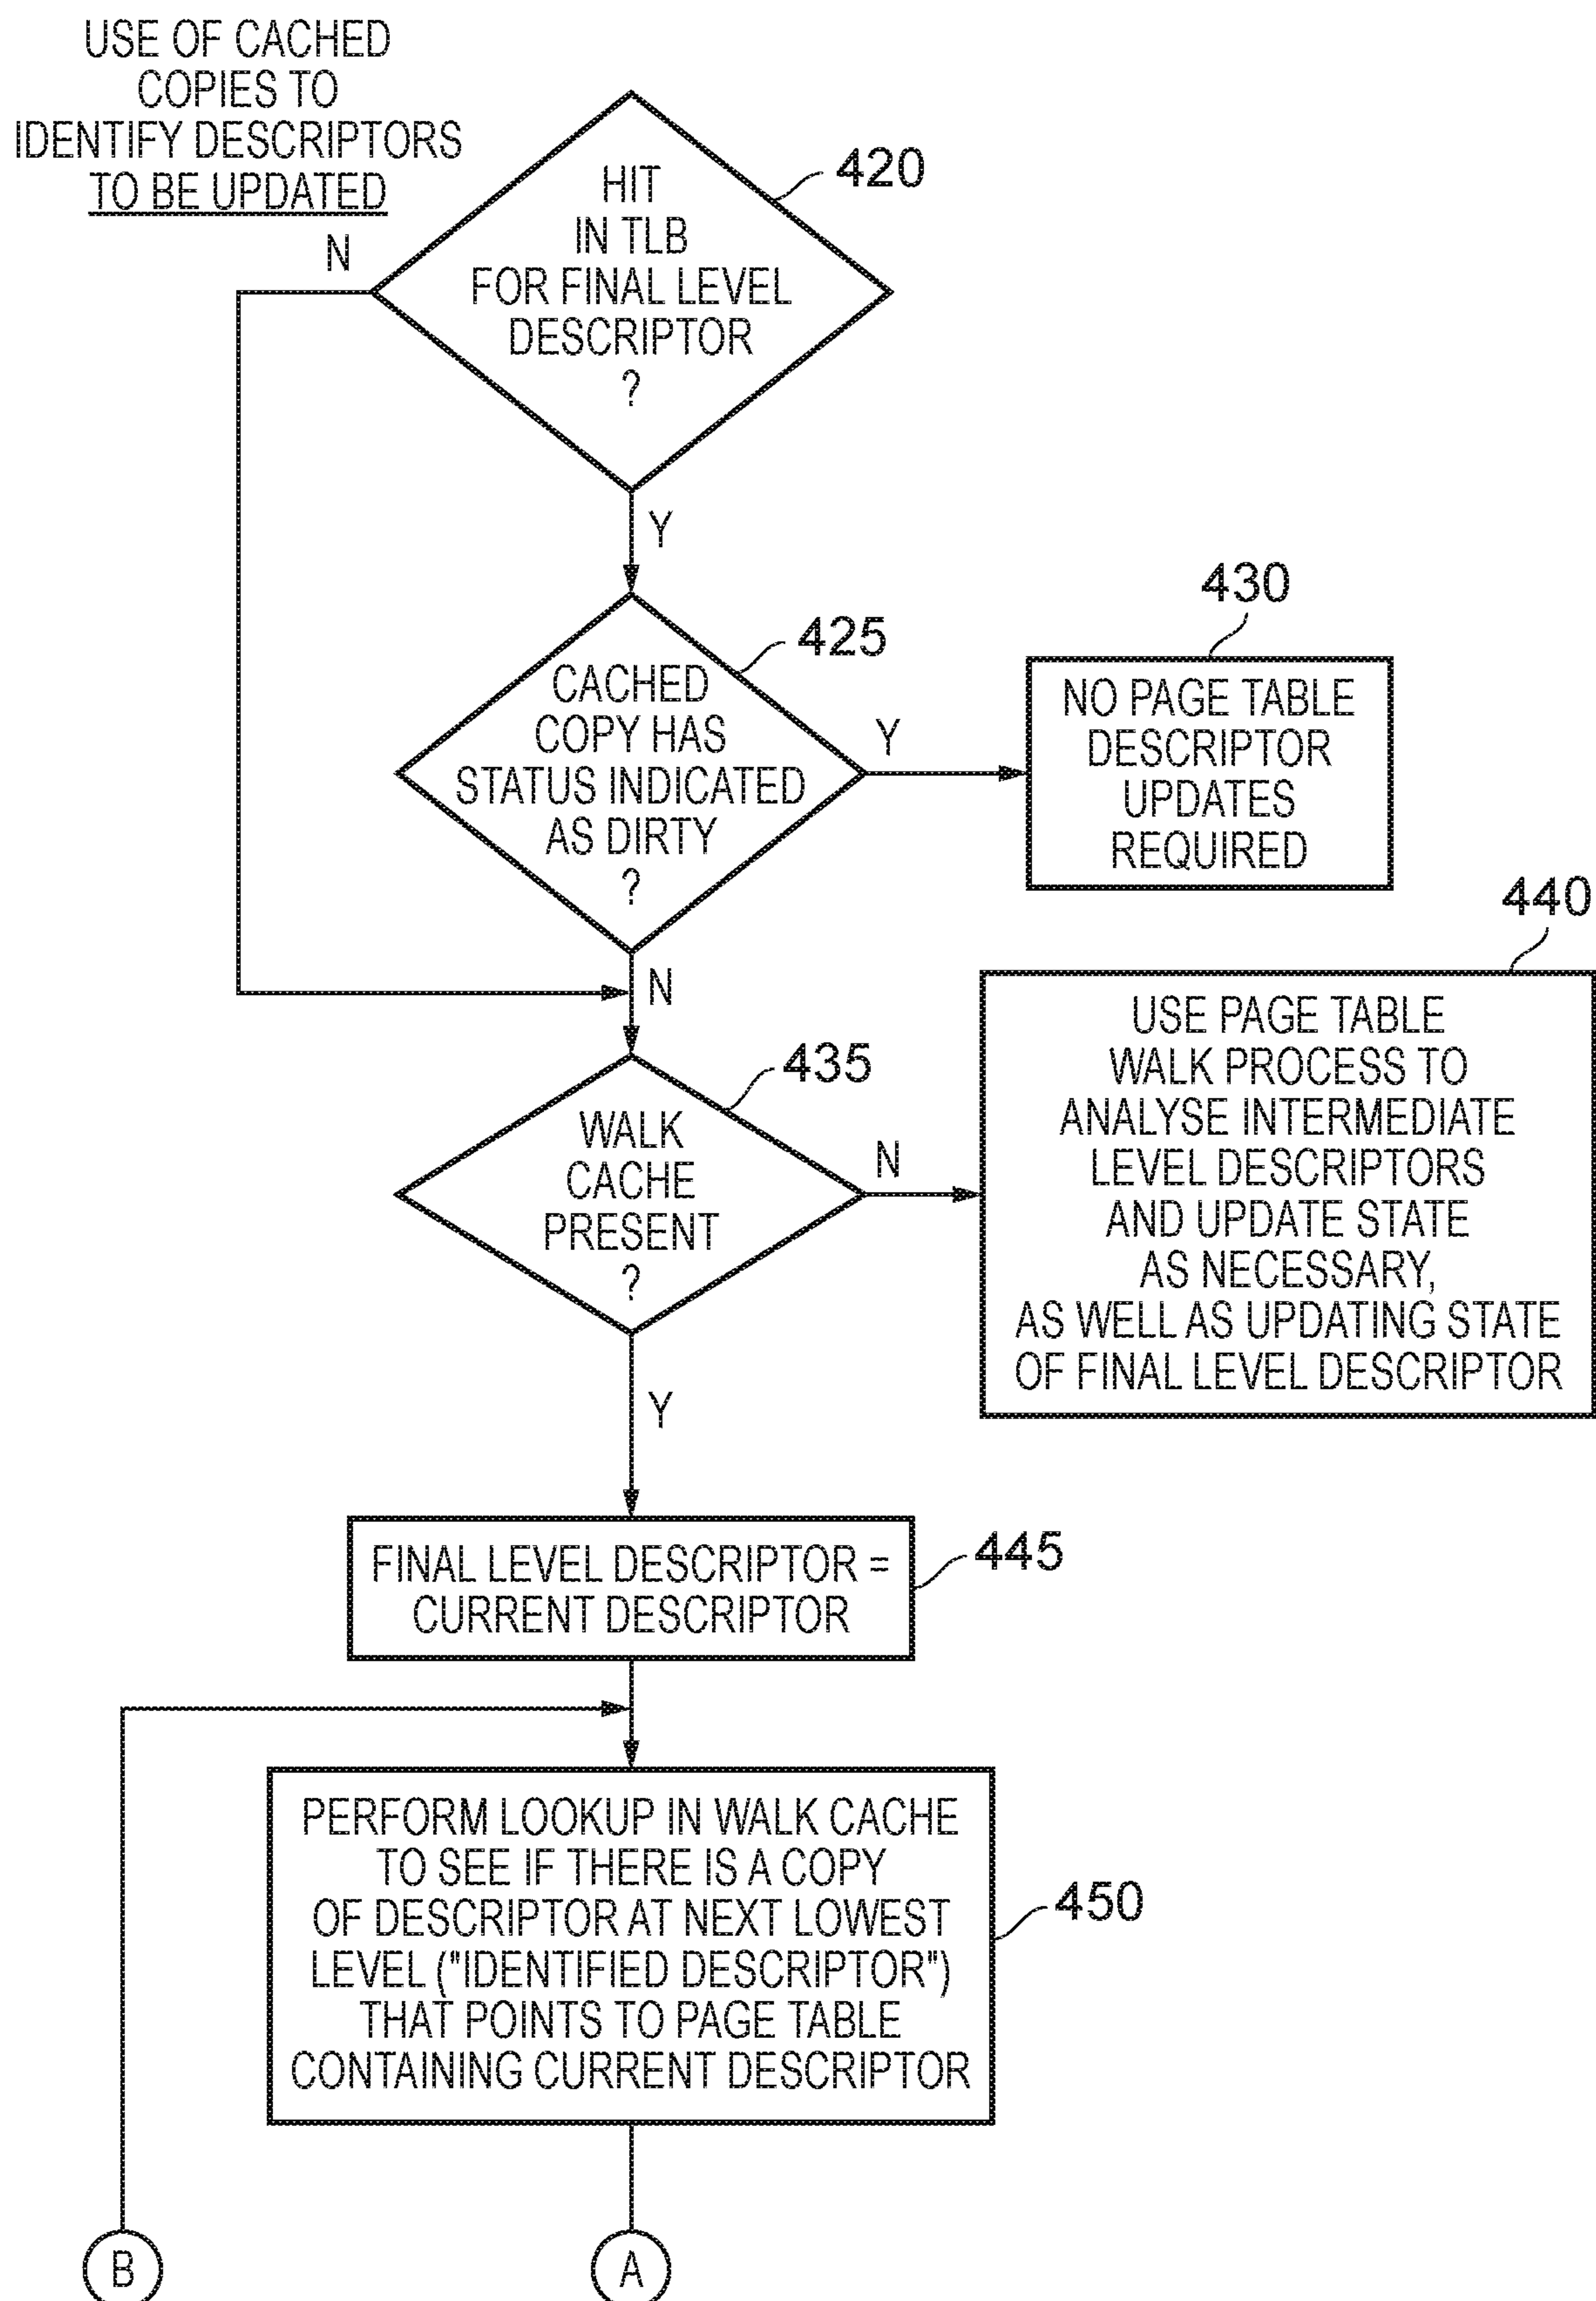 USE OF CACHED
COPIES TO
IDENTIFY DESCRIPTORS
TO BE UPDATED
420
HIT
IN TLB
FOR FINAL LEVEL
DESCRIPTOR
?
N
Y
425
CACHED
COPY HAS
STATUS INDICATED
AS DIRTY
?
Y
430
NO PAGE TABLE
DESCRIPTOR
UPDATES
REQUIRED
N
435
WALK
CACHE
PRESENT
?
N
440
USE PAGE TABLE
WALK PROCESS TO
ANALYSE INTERMEDIATE
LEVEL DESCRIPTORS
AND UPDATE STATE
AS NECESSARY,
AS WELL AS UPDATING STATE
OF FINAL LEVEL DESCRIPTOR
Y
FINAL LEVEL DESCRIPTOR =
CURRENT DESCRIPTOR
445
PERFORM LOOKUP IN WALK CACHE
TO SEE IF THERE IS A COPY
OF DESCRIPTOR AT NEXT LOWEST
LEVEL ("IDENTIFIED DESCRIPTOR")
THAT POINTS TO PAGE TABLE
CONTAINING CURRENT DESCRIPTOR
450
B
A